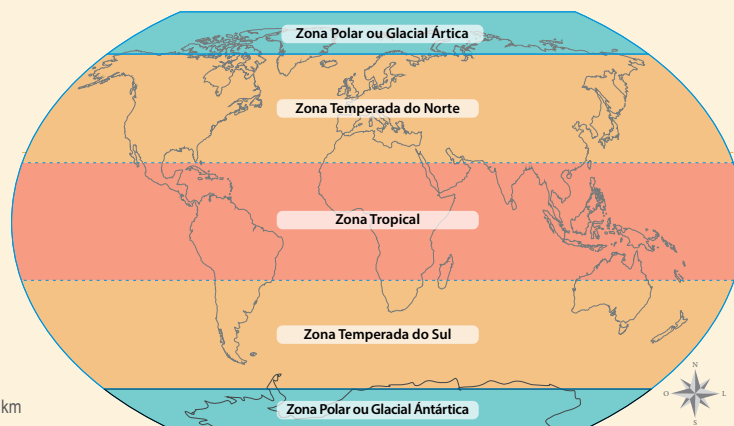 Zona Polar ou Glacial Ártica
Zona Temperada do Norte
Zona Tropical
Zona Temperada do Sul
Zona Polar ou Glacial Ántártica
km
N
O
L
S